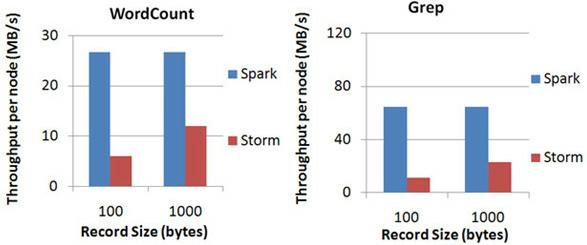 WordCount
Throughput per node (MB/s)
30
20
10
0
100
1000
Record Size (bytes)
Spark
Storm
Grep
Throughput per node (MB/s)
120
80
40
0
100
1000
Record Size (bytes)
Spark
Storm